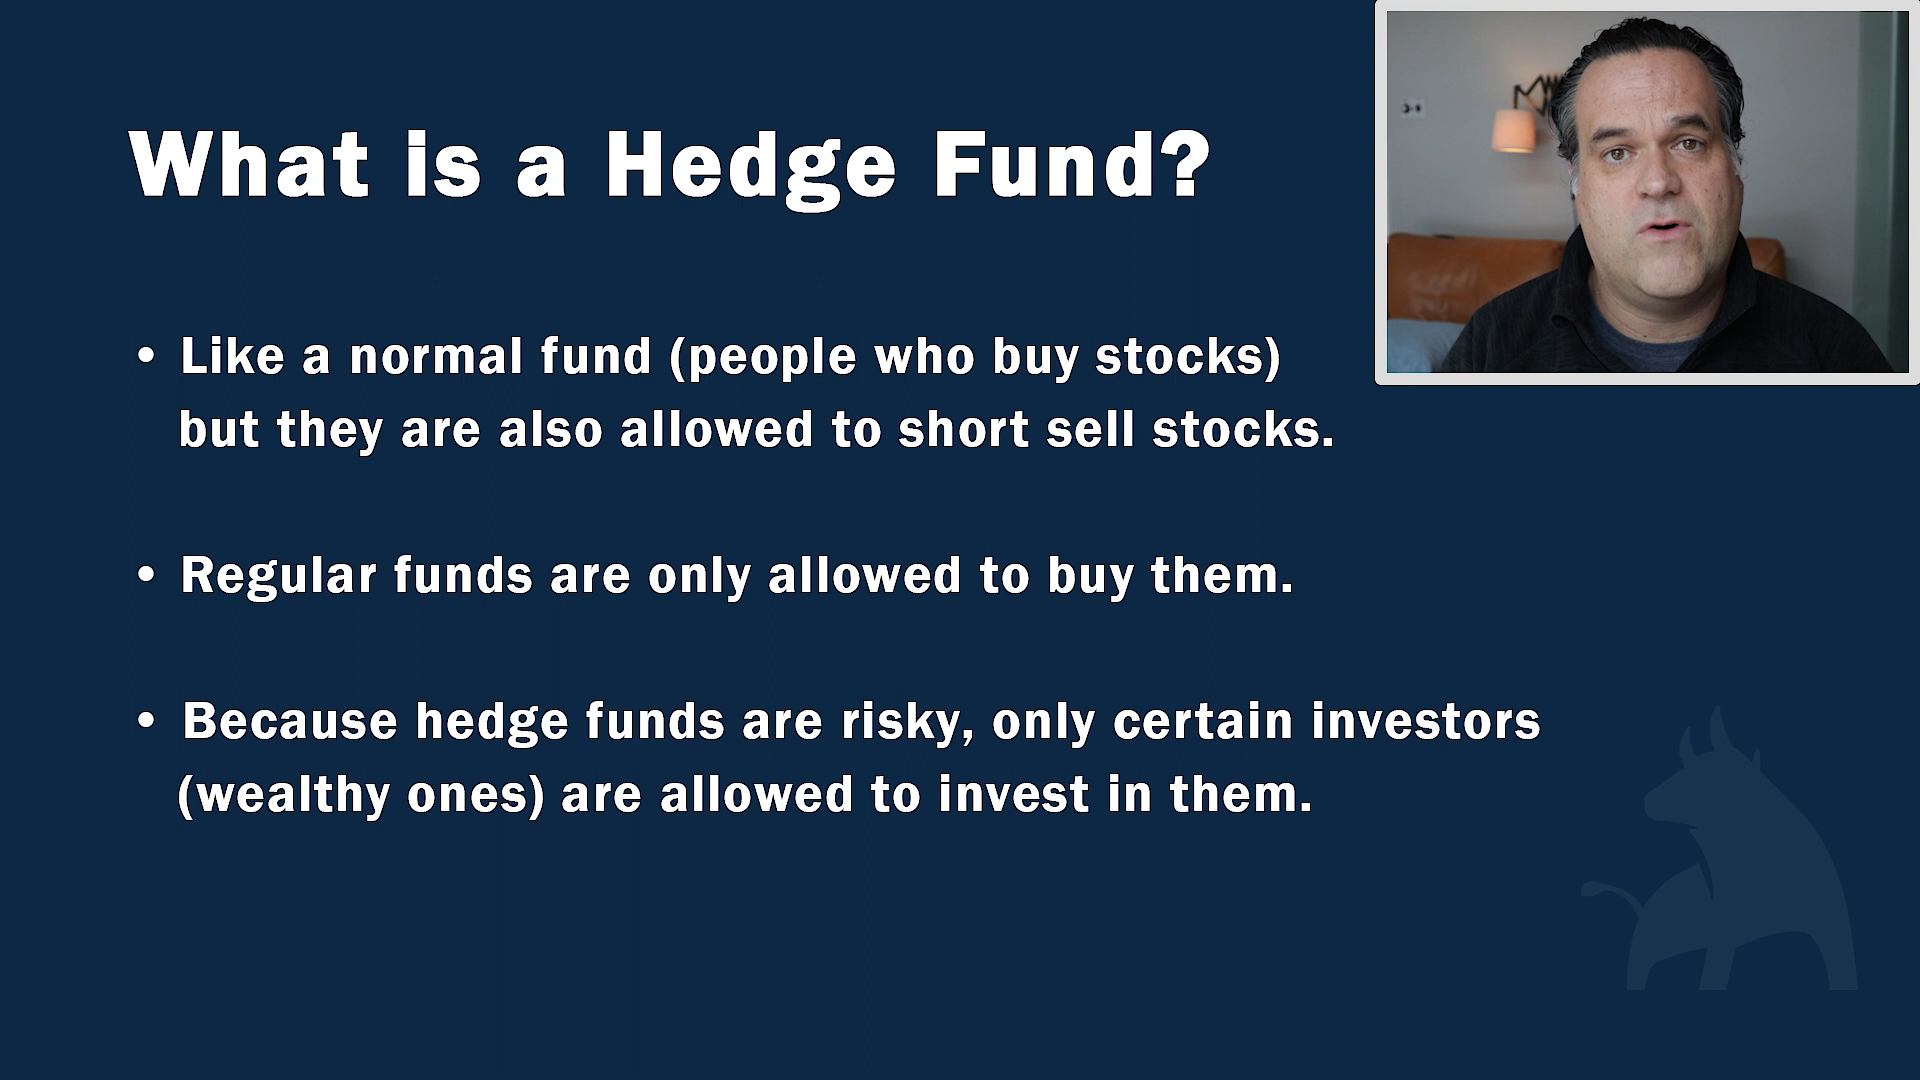 What is a Hedge Fund?
• Like a normal fund (people who buy stocks)
but they are also allowed to short sell stocks.
• Regular funds are only allowed to buy them.
• Because hedge funds are risky, only certain investors
(wealthy ones) are allowed to invest in them.